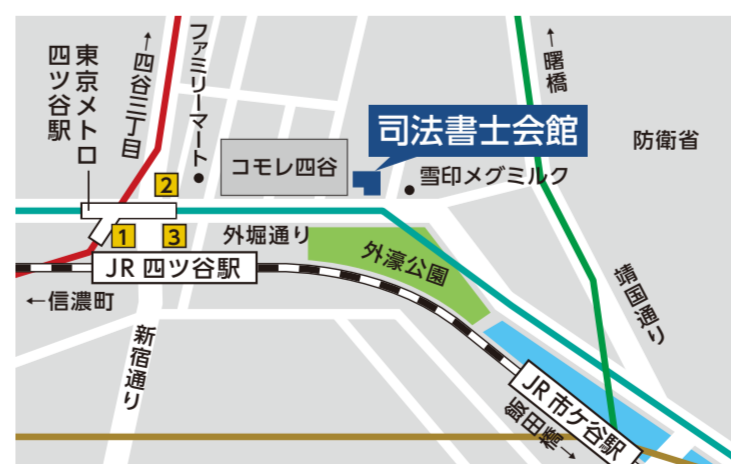 東京メトロ
四ツ谷駅
←四谷三丁目
ファミリーマート
コモレ四谷
司法書士会館
雪印メグミルク
←曙橋
防衛省
2
1
3
外堀通り
外濠公園
JR 四ツ谷駅
←信濃町
新宿通り
靖国通り
JR 市ケ谷駅
飯田橋→